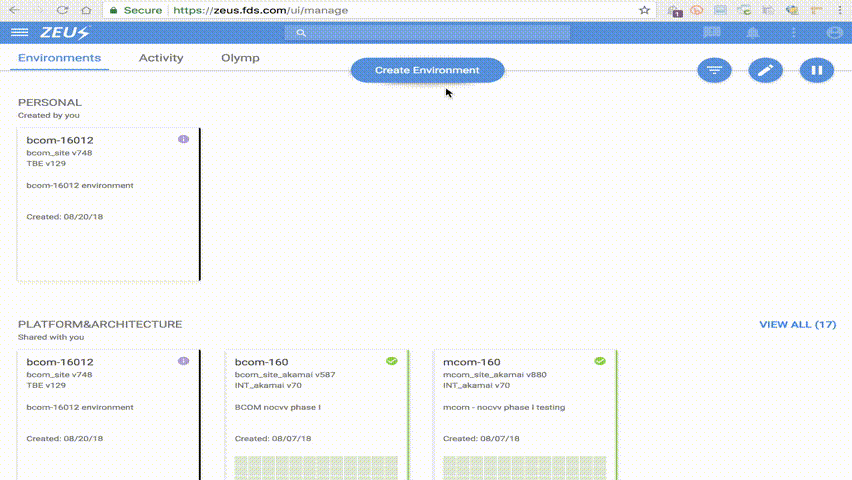 Secure https://zeus.fds.com/ui/manage
1
ZEUS
Environments Activity Olymp
Create Environment
PERSONAL
Created by you
bcom-16012
bcom_site v748
TBE v129
bcom-16012 environment
Created: 08/20/18
PLATFORM&ARCHITECTURE
VIEW ALL (17)
Shared with you
bcom-16012
bcom_site v748
TBE v129
bcom-16012 environment
Created: 08/20/18
bcom-160
bcom_site_akamai v587
INT_akamai v70
BCOM nocvv phase I
Created: 08/07/18
mcom-160
mcom_site_akamai v880
INT_akamai v70
mcom - nocvv phase I testing
Created: 08/07/18